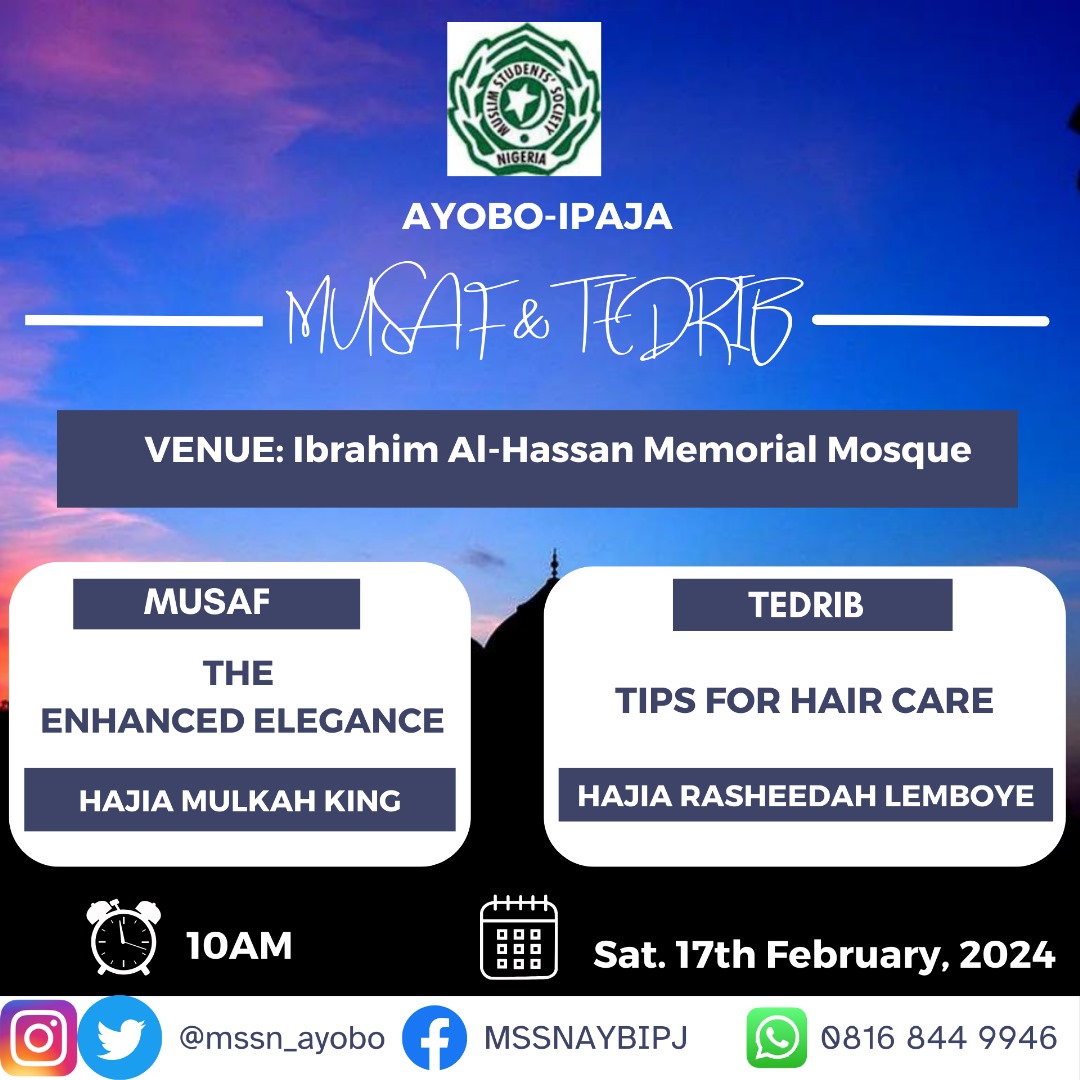 MUSLIM STUDENTS' SOCIETY
NIGERIA
AYOBO-IPAJA
MUSAF & TEDRIB
VENUE: Ibrahim Al-Hassan Memorial Mosque
MUSAF
THE
ENHANCED ELEGANCE
HAJIA MULKAH KING
TEDRIB
TIPS FOR HAIR CARE
HAJIA RASHEEDAH LEMBOYE
10AM
Sat. 17th February, 2024
@mssn_ayobo
MSSNAYBIPJ
0816 844 9946